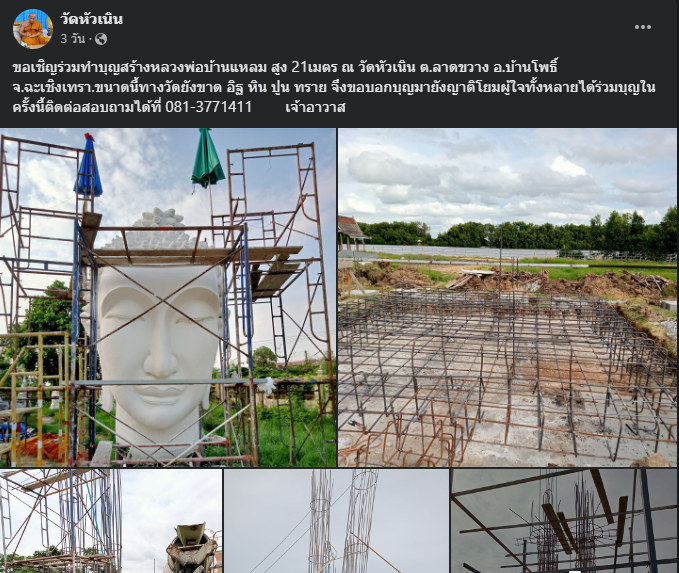 วัดหัวเนิน
3 วัน ·
ขอเชิญร่วมทำบุญสร้างหลวงพ่อบ้านแหลม สูง 21เมตร ณ วัดหัวเนิน ต.ลาดขวาง อ.บ้านโพธิ์
จ.ฉะเชิงเทรา.ขนาดนี้ทางวัดยังขาด อิฐ หิน ปูน ทราย จึงขอบอกบุญมายังญาติโยมผู้ใจทั้งหลายได้ร่วมบุญใน
ครั้งนี้ติดต่อสอบถามได้ที่ 081-3771411 เจ้าอาวาส